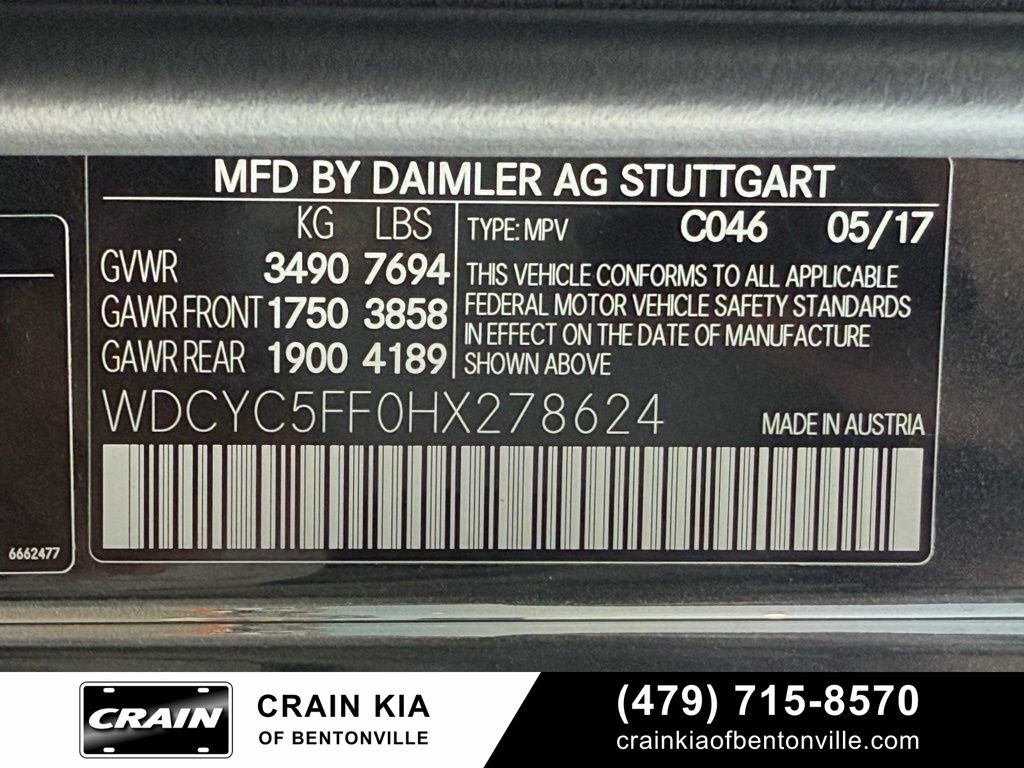 MFD BY DAIMLER AG STUTTGART
KG LBS
GVWR 3490 7694
GAWR FRONT 1750 3858
GAWR REAR 1900 4189
TYPE: MPV C046 05/17
THIS VEHICLE CONFORMS TO ALL APPLICABLE
FEDERAL MOTOR VEHICLE SAFETY STANDARDS
IN EFFECT ON THE DATE OF MANUFACTURE
SHOWN ABOVE
WDCYC5FF0HX278624
MADE IN AUSTRIA
6662477
CRAIN
CRAIN KIA
OF BENTONVILLE
(479) 715-8570
crainkiaofbentonville.com